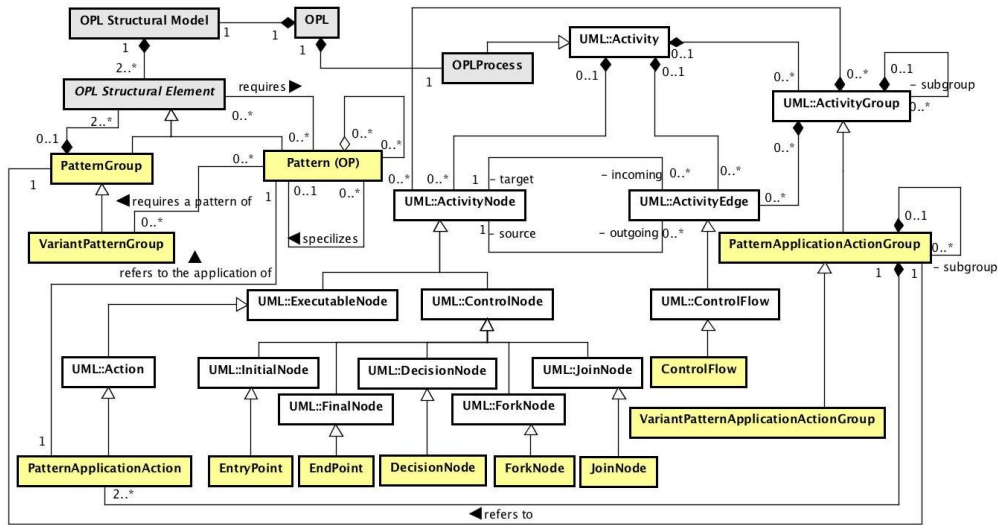 OPL Structural Model
1
1
OPL
1
1
2..*
OPL Structural Element
requires ▶
0..*
0..*
1
OPLProcess
UML::Activity
0..1
0..1
0..1
0..*
0..*
0..1
- subgroup
UML::ActivityGroup
0..*
0..*
0..1
2..*
PatternGroup
1
0..*
Pattern (OP)
0..*
0..*
1
0..1
0..*
◀ requires a pattern of
0..*
VariantPatternGroup
◀ specilizes
▲
refers to the application of
0..*
0..*
UML::ActivityNode
1
- target
1
- source
- incoming
0..*
0..*
UML::ActivityEdge
0..*
- outgoing
0..*
0..1
PatternApplicationActionGroup
0..*
- subgroup
1
1
UML::ExecutableNode
UML::ControlNode
UML::ControlFlow
UML::Action
UML::InitialNode
UML::DecisionNode
UML::JoinNode
ControlFlow
UML::FinalNode
UML::ForkNode
VariantPatternApplicationActionGroup
1
PatternApplicationAction
EntryPoint
EndPoint
DecisionNode
ForkNode
JoinNode
2..*
◀ refers to